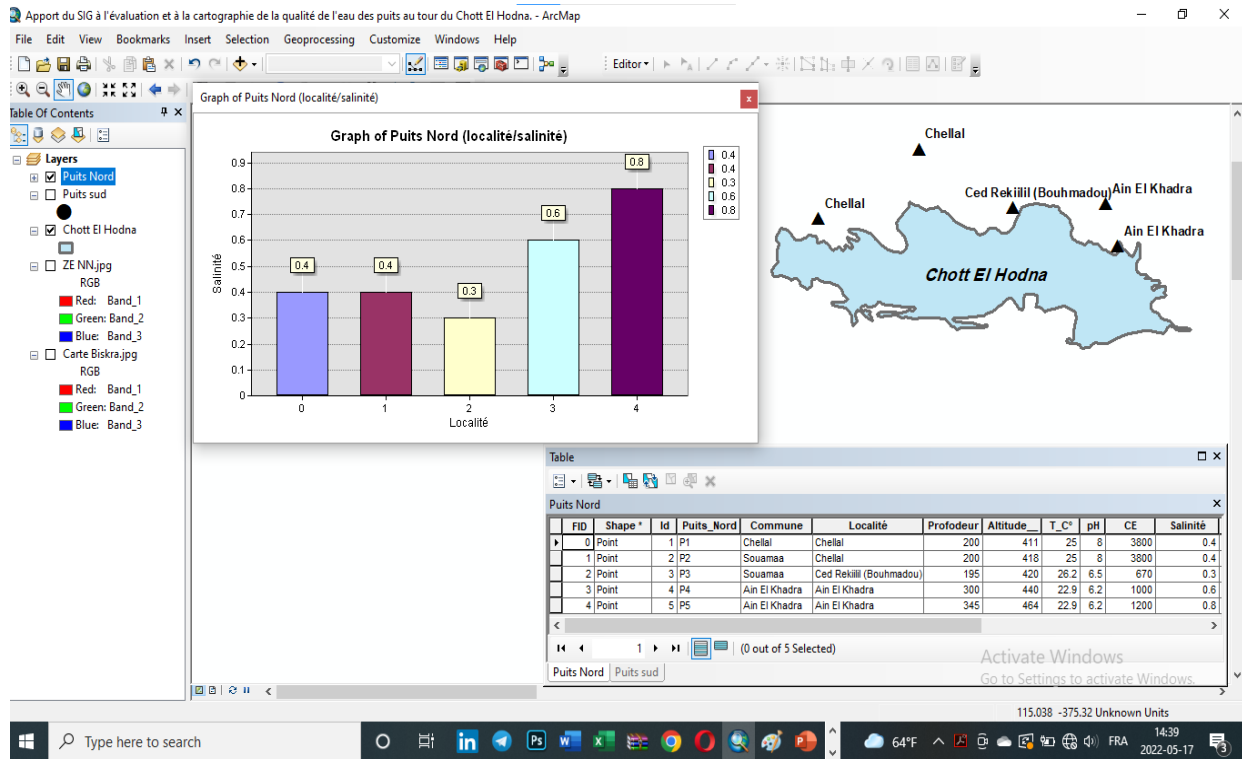 Apport du SIG à l'évaluation et à la cartographie de la qualité de l'eau des puits au tour du Chott El Hodna. - ArcMap
File Edit View Bookmarks Insert Selection Geoprocessing Customize Windows Help
Editor
Table Of Contents
Layers
Puits Nord
Puits sud
Chott El Hodna
ZE NN.jpg
RGB
Red: Band_1
Green: Band_2
Blue: Band_3
Carte Biskra.jpg
RGB
Red: Band_1
Green: Band_2
Blue: Band_3
Graph of Puits Nord (localité/salinité)
Graph of Puits Nord (localité/salinité)
0.9
0.8
0.7
0.6
0.5
0.4
0.3
0.2
0.1
0
Salinité
0.4
0.4
0.3
0.6
0.8
0 1 2 3 4
Localité
0.4
0.4
0.3
0.6
0.8
Chellal
Chellal
Ced Rekiilil (Bouhmadou)
Ain El Khadra
Ain El Khadra
Chott El Hodna
Table
Puits Nord
FID Shape * Id Puits_Nord Commune Localité Profodeur Altitude__ T_C° pH CE Salinité
0 Point 1 P1 Chellal Chellal 200 411 25 8 3800 0.4
1 Point 2 P2 Souamaa Chellal 200 418 25 8 3800 0.4
2 Point 3 P3 Souamaa Ced Rekiilil (Bouhmadou) 195 420 26.2 6.5 670 0.3
3 Point 4 P4 Ain El Khadra Ain El Khadra 300 440 22.9 6.2 1000 0.6
4 Point 5 P5 Ain El Khadra Ain El Khadra 345 464 22.9 6.2 1200 0.8
1 (0 out of 5 Selected)
Puits Nord Puits sud
Activate Windows
Go to Settings to activate Windows.
115.038 -375.32 Unknown Units
Type here to search
in
Ps
64°F
FRA
14:39
2022-05-17
3